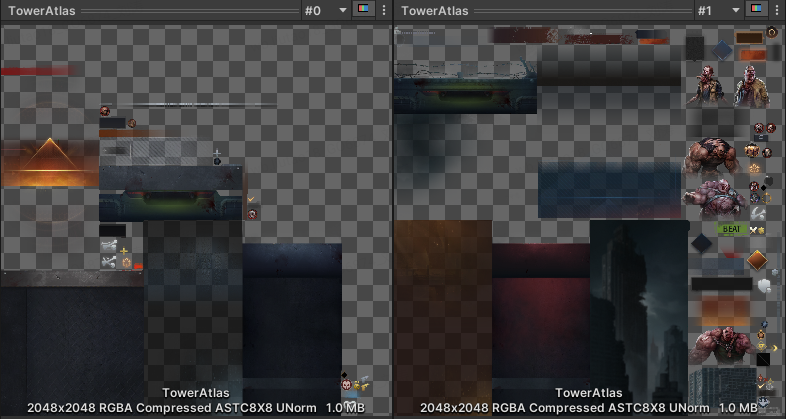 TowerAtlas
#0
TowerAtlas
#1
BEAT
TowerAtlas
2048x2048 RGBA Compressed ASTC8X8 UNorm 1.0 MB
TowerAtlas
2048x2048 RGBA Compressed ASTC8X8 UNorm 1.0 MB